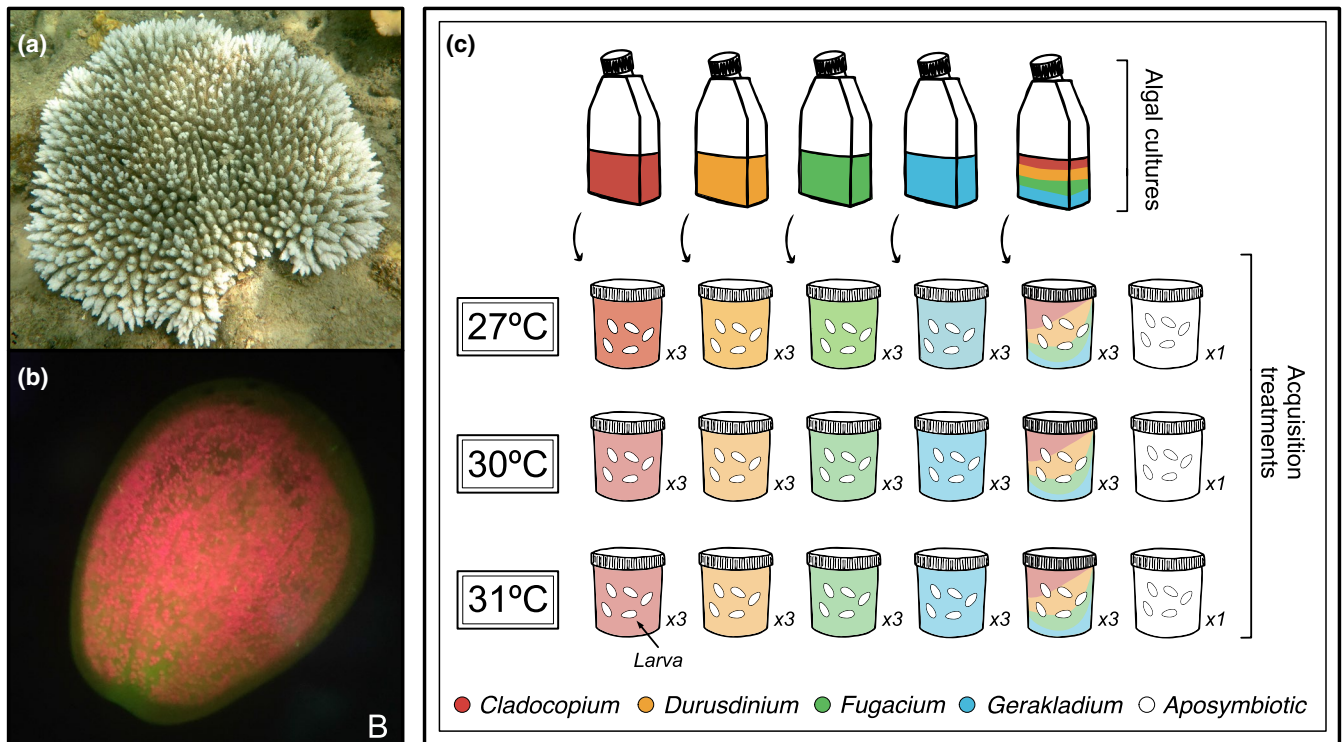 (a)
(b)
B
(c)
Algal cultures
27ºC
x3 x3 x3 x3 x3 x1
30ºC
x3 x3 x3 x3 x3 x1
31ºC
x3 x3 x3 x3 x3 x1
Larva
Acquisition
treatments
Cladocopium Durusdinium Fugacium Gerakladium Aposymbiotic